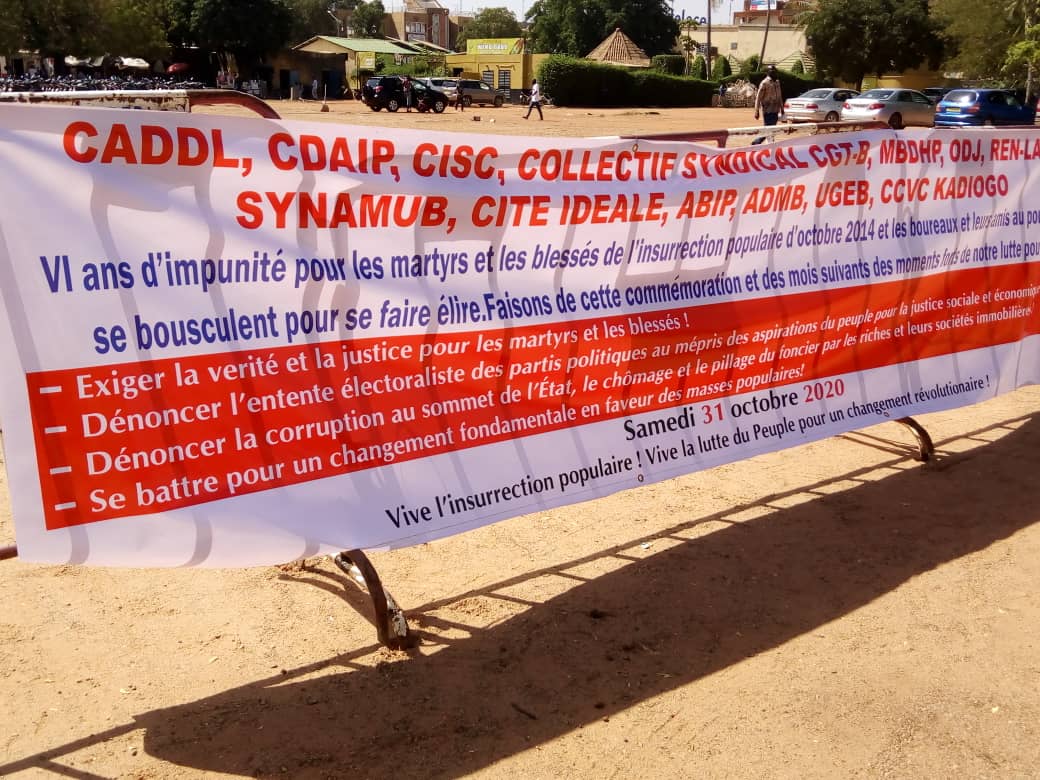 CADDL, CDAIP, CISC, COLLECTIF SYNDICAL CGT-B, MBDHP, ODJ, REN-LA
SYNAMUB, CITE IDEALE, ABIP, ADMB, UGEB, CCVC KADIOGO
VI ans d’impunité pour les martyrs et les blessés de l’insurrection populaire d’octobre 2014 et les boureaux et leurs amis au pou
se bousculent pour se faire élire.Faisons de cette commémoration et des mois suivants des moments forts de notre lutte pou
– Exiger la verité et la justice pour les martyrs et les blessés !
– Dénoncer l’entente électoraliste des partis politiques au mépris des aspirations du peuple pour la justice sociale et économique
– Dénoncer la corruption au sommet de l’État, le chômage et le pillage du foncier par les riches et leurs sociétés immobilière
– Se battre pour un changement fondamentale en faveur des masses populaires!
Samedi 31 octobre 2020
Vive l’insurrection populaire ! Vive la lutte du Peuple pour un changement révolutionaire !